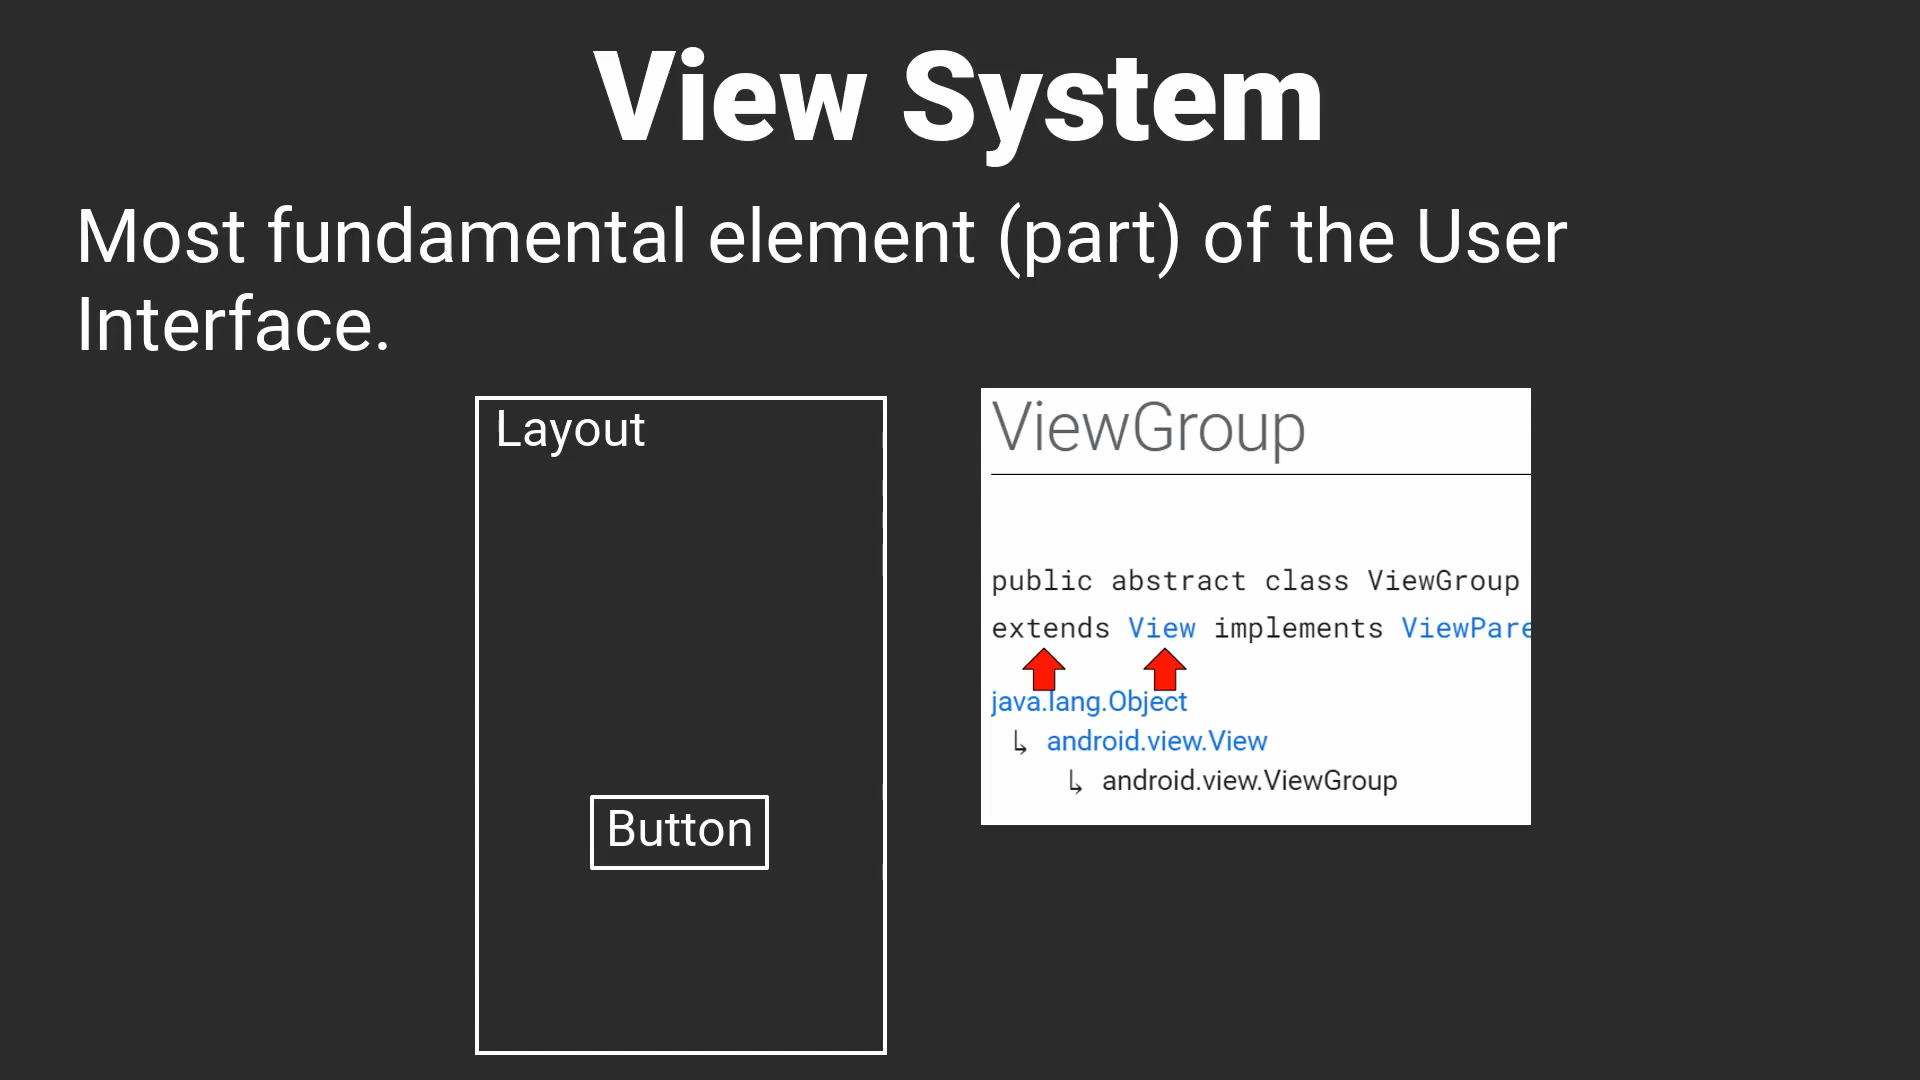 View System
Most fundamental element (part) of the User
Interface.
Layout
Button
ViewGroup
public abstract class ViewGroup
extends View implements ViewPare
java.lang.Object
↳ android.view.View
↳ android.view.ViewGroup